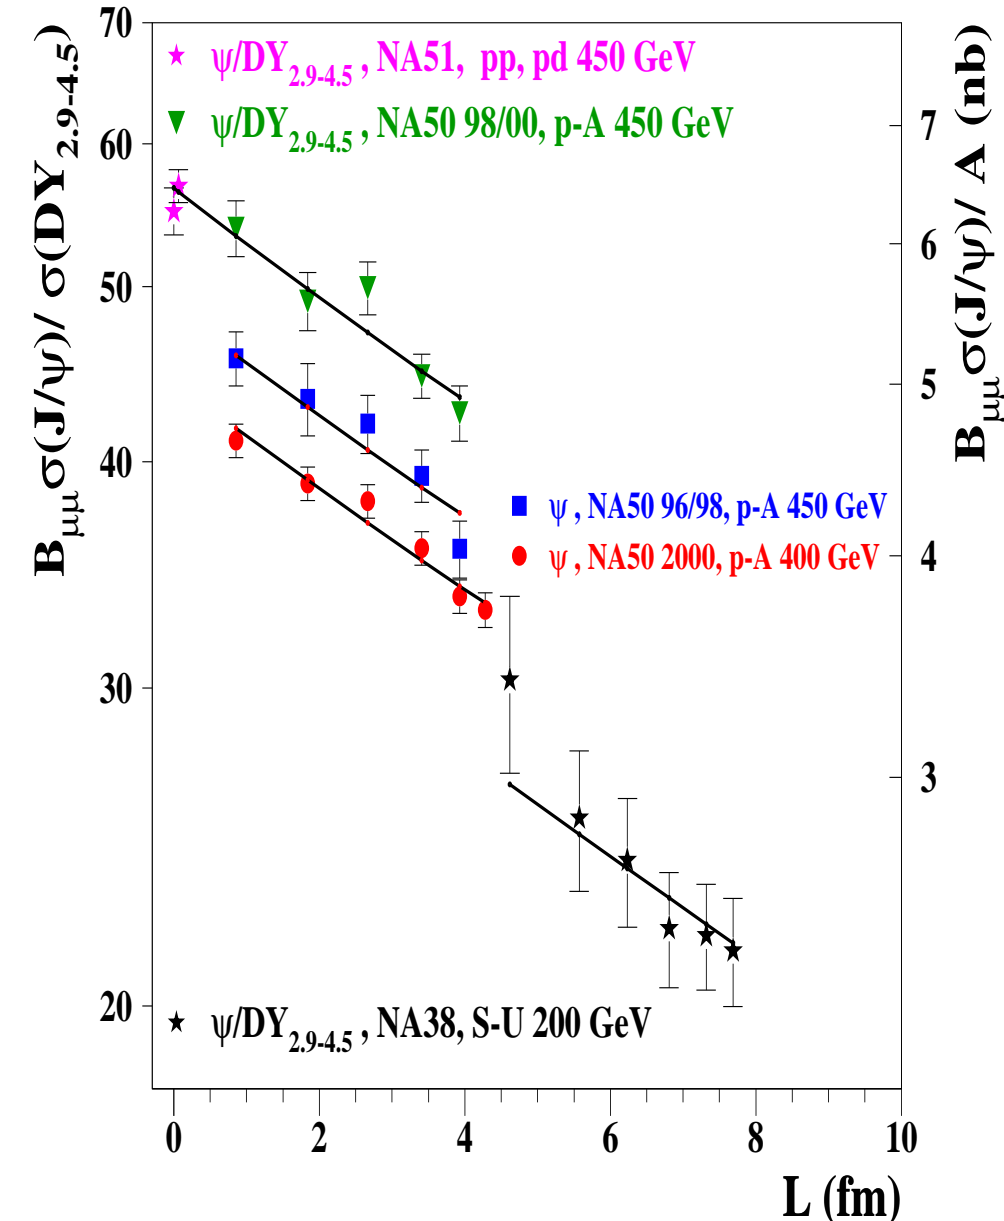 ψ/DY2.9-4.5 , NA51, pp, pd 450 GeV
ψ/DY2.9-4.5 , NA50 98/00, p-A 450 GeV
ψ , NA50 96/98, p-A 450 GeV
ψ , NA50 2000, p-A 400 GeV
ψ/DY2.9-4.5 , NA38, S-U 200 GeV
Bμμσ(J/ψ)/ σ(DY2.9-4.5)
70
60
50
40
30
20
Bμμσ(J/ψ)/ A (nb)
7
6
5
4
3
0 2 4 6 8 10
L (fm)